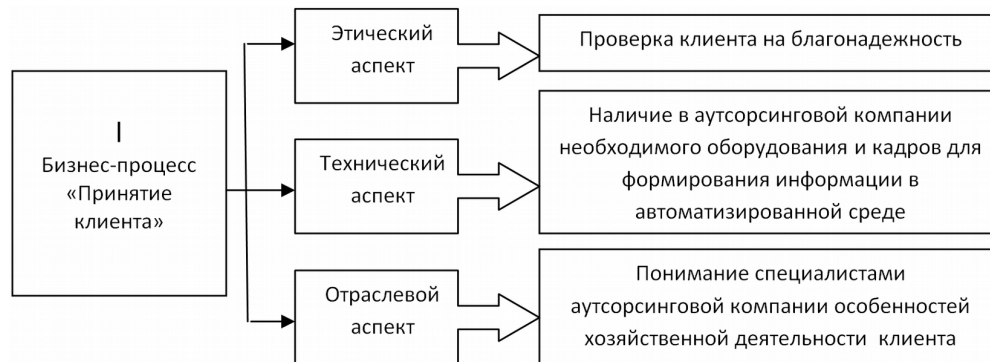 I
Бизнес-процесс
«Принятие
клиента»
Этический
аспект
Проверка клиента на благонадежность
Технический
аспект
Наличие в аутсорсинговой компании
необходимого оборудования и кадров для
формирования информации в
автоматизированной среде
Отраслевой
аспект
Понимание специалистами
аутсорсинговой компании особенностей
хозяйственной деятельности клиента